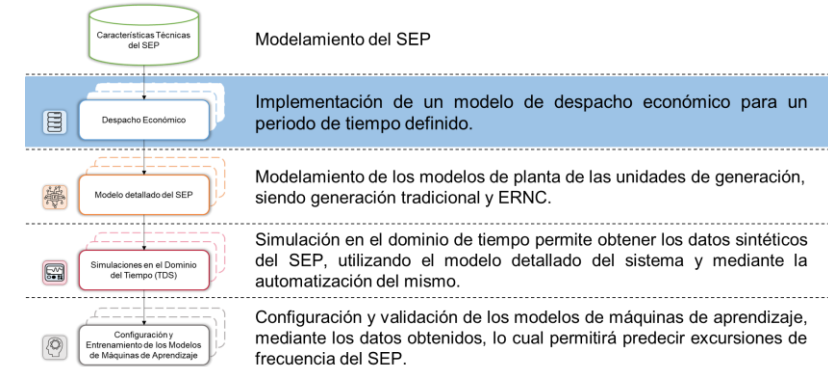 Características Técnicas
del SEP
Modelamiento del SEP
Despacho Económico
Implementación de un modelo de despacho económico para un
periodo de tiempo definido.
Modelo detallado del SEP
Modelamiento de los modelos de planta de las unidades de generación,
siendo generación tradicional y ERNC.
Simulaciones en el Dominio
del Tiempo (TDS)
Simulación en el dominio de tiempo permite obtener los datos sintéticos
del SEP, utilizando el modelo detallado del sistema y mediante la
automatización del mismo.
Configuración y
Entrenamiento de los Modelos
de Máquinas de Aprendizaje
Configuración y validación de los modelos de máquinas de aprendizaje,
mediante los datos obtenidos, lo cual permitirá predecir excursiones de
frecuencia del SEP.